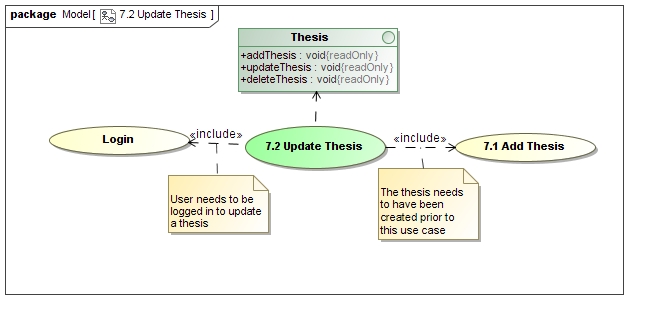 package Model[ 7.2 Update Thesis ]
Thesis
+addThesis : void{readOnly}
+updateThesis : void{readOnly}
+deleteThesis : void{readOnly}
Login
«include»
7.2 Update Thesis
«include»
7.1 Add Thesis
User needs to be
logged in to update
a thesis
The thesis needs
to have been
created prior to
this use case